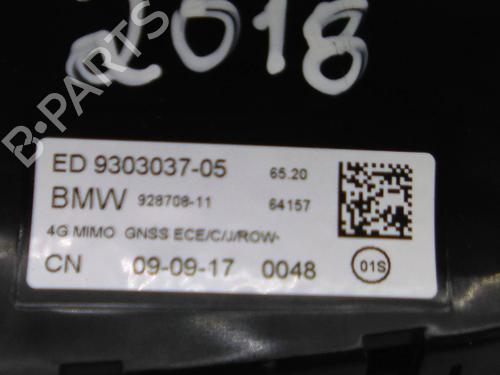 2018
B-PARTS
ED 9303037-05 65.20
BMW 928708-11 64157
4G MIMO GNSS ECE/C/J/ROW-
CN 09-09-17 0048 01S